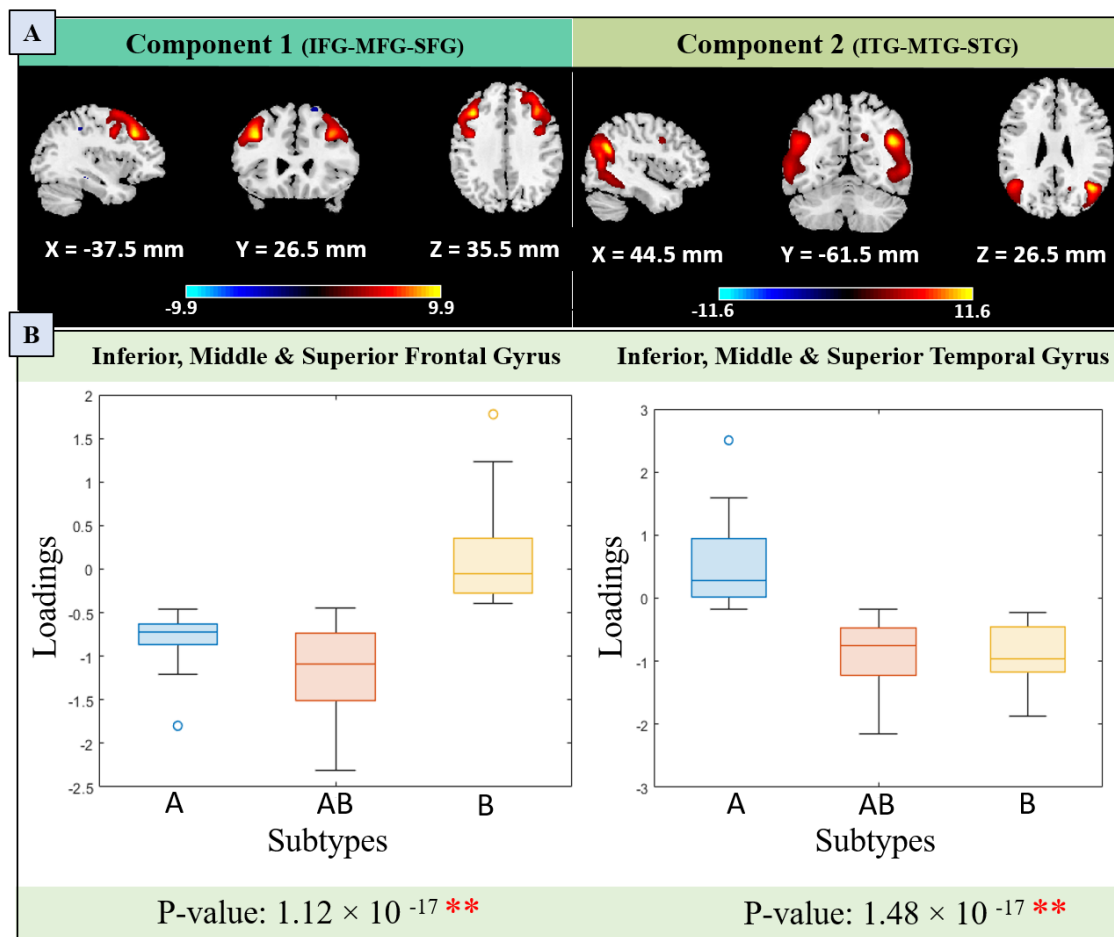 A
Component 1 (IFG-MFG-SFG)
Component 2 (ITG-MTG-STG)
X = -37.5 mm
Y = 26.5 mm
Z = 35.5 mm
X = 44.5 mm
Y = -61.5 mm
Z = 26.5 mm
-9.9
9.9
-11.6
11.6
B
Inferior, Middle & Superior Frontal Gyrus
Inferior, Middle & Superior Temporal Gyrus
2
1.5
1
0.5
0
-0.5
-1
-1.5
-2
-2.5
Loadings
A
AB
B
Subtypes
3
2
1
0
-1
-2
-3
Loadings
A
AB
B
Subtypes
P-value: 1.12 × 10 -17 **
P-value: 1.48 × 10 -17 **